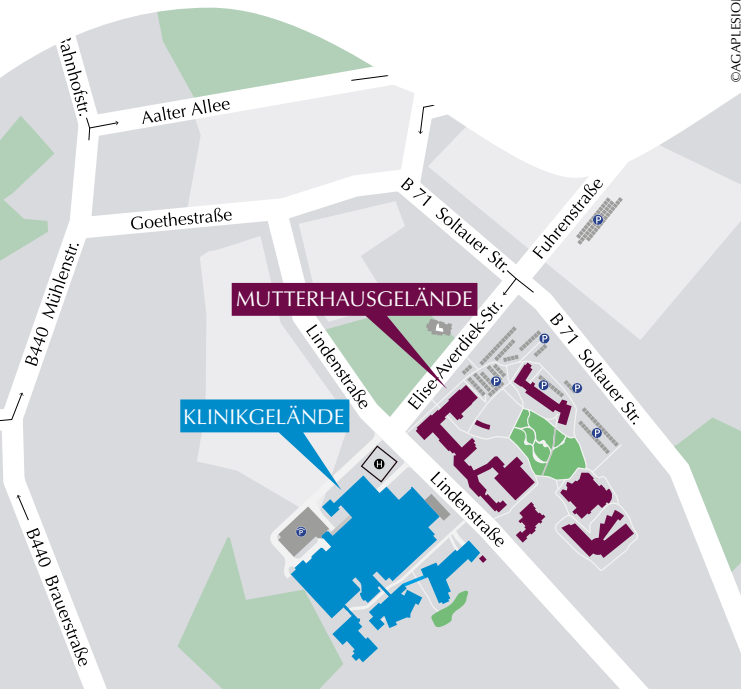 ©AGAPLESION
Bahnhofstr.
Aalter Allee
B 71 Soltauer Str.
Fuhrenstraße
P
Goethestraße
B440 Mühlenstr.
MUTTERHAUSGELÄNDE
Elise-Averdiek-Str.
B 71 Soltauer Str.
Lindenstraße
P
P
P
P
P
KLINIKGELÄNDE
H
Lindenstraße
P
B440 Brauerstraße